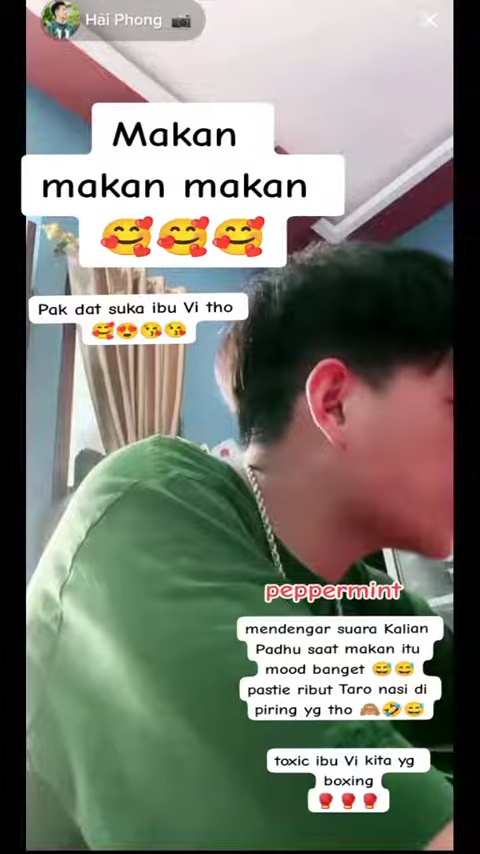 Hải Phong 📷
Makan
makan makan
🥰🥰🥰
Pak dat suka ibu Vi tho
🥰😍😘😘
peppermint
mendengar suara Kalian
Padhu saat makan itu
mood banget 😅😅
pastie ribut Taro nasi di
piring yg tho 🙈🤣😅
toxic ibu Vi kita yg
boxing
🥊🥊🥊